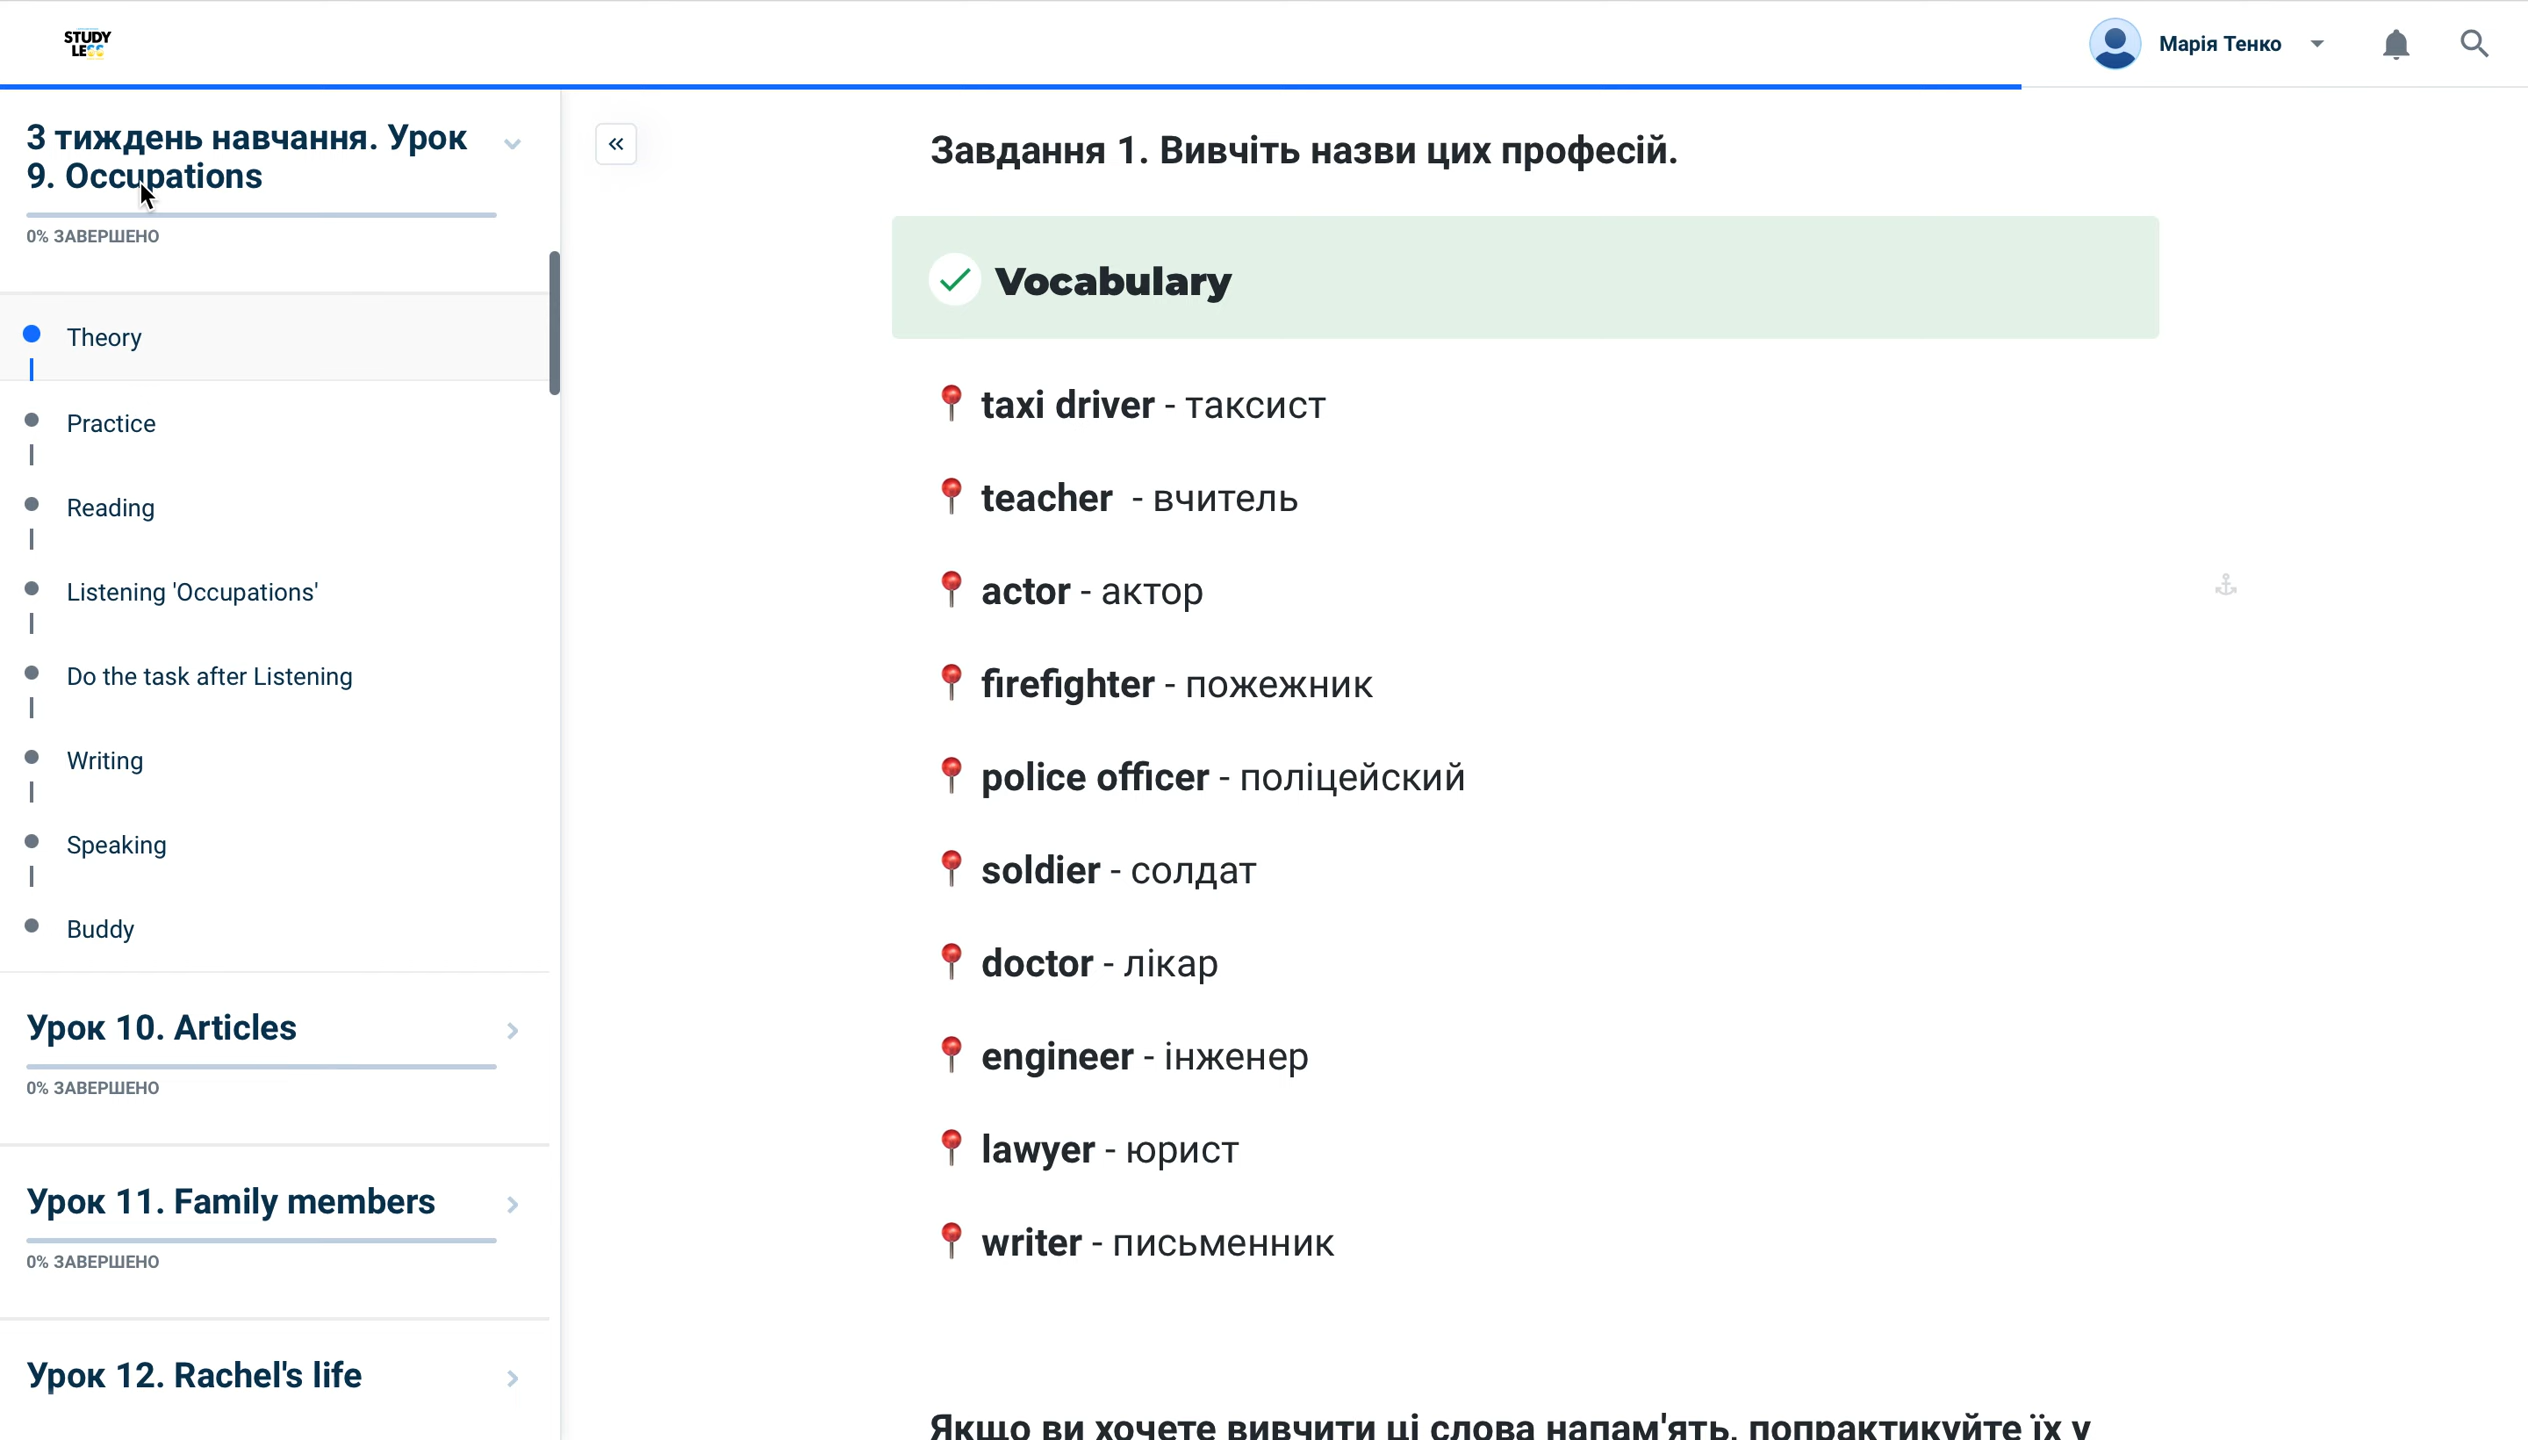 STUDY
LESS
Марія Тенко
3 тиждень навчання. Урок
9. Occupations
0% ЗАВЕРШЕНО
Theory
Practice
Reading
Listening 'Occupations'
Do the task after Listening
Writing
Speaking
Buddy
Урок 10. Articles
0% ЗАВЕРШЕНО
Урок 11. Family members
0% ЗАВЕРШЕНО
Урок 12. Rachel's life
Завдання 1. Вивчіть назви цих професій.
Vocabulary
taxi driver - таксист
teacher - вчитель
actor - актор
firefighter - пожежник
police officer - поліцейский
soldier - солдат
doctor - лікар
engineer - інженер
lawyer - юрист
writer - письменник
Якщо ви хочете вивчити ці слова напам'ять, попрактикуйте їх у